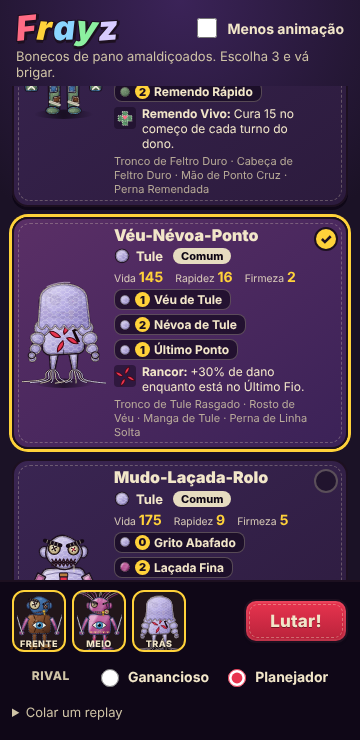 Frayz
Menos animação
Bonecos de pano amaldiçoados. Escolha 3 e vá
brigar.
2 Remendo Rápido
Remendo Vivo: Cura 15 no
começo de cada turno do
dono.
Tronco de Feltro Duro · Cabeça de
Feltro Duro · Mão de Ponto Cruz ·
Perna Remendada
Véu-Névoa-Ponto
Tule Comum
Vida 145 Rapidez 16 Firmeza 2
1 Véu de Tule
2 Névoa de Tule
1 Último Ponto
Rancor: +30% de dano
enquanto está no Último Fio.
Tronco de Tule Rasgado · Rosto de
Véu · Manga de Tule · Perna de Linha
Solta
Mudo-Laçada-Rolo
Tule Comum
Vida 175 Rapidez 9 Firmeza 5
0 Grito Abafado
2 Laçada Fina
FRENTE MEIO TRÁS
Lutar!
RIVAL Ganancioso Planejador
Colar um replay